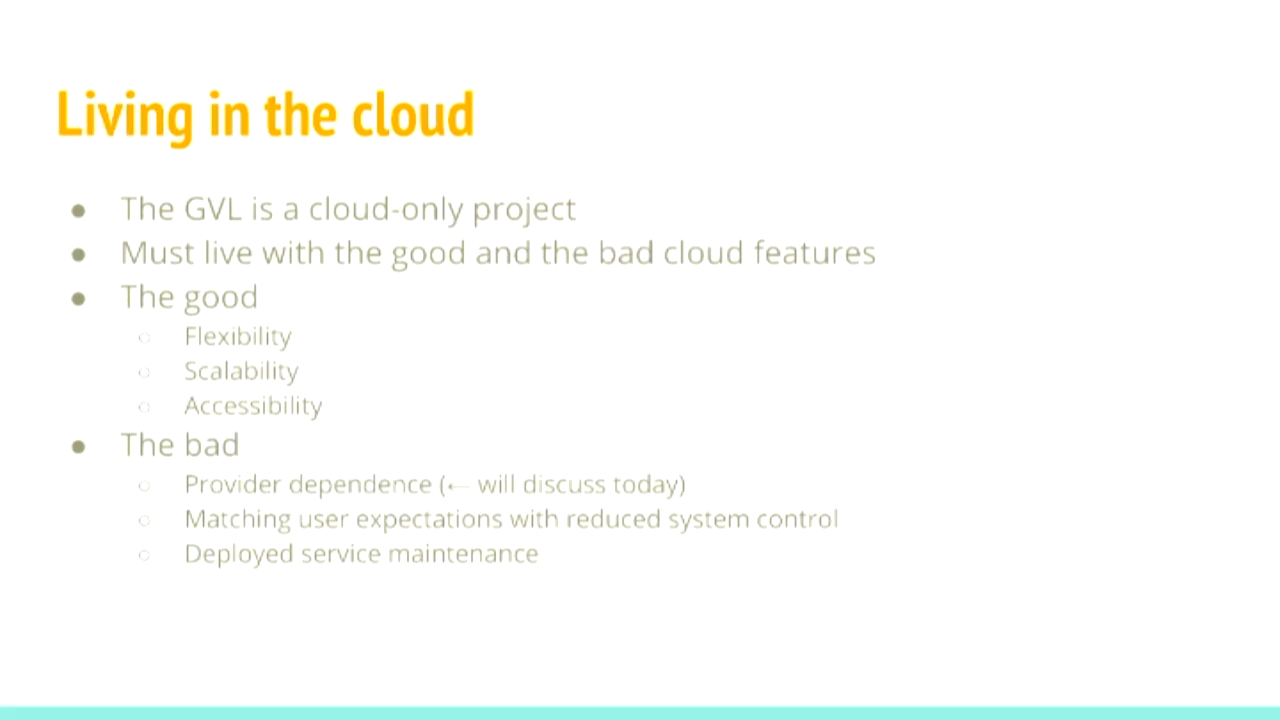 Living in the cloud
● The GVL is a cloud-only project
● Must live with the good and the bad cloud features
● The good
○ Flexibility
○ Scalability
○ Accessibility
● The bad
○ Provider dependence (← will discuss today)
○ Matching user expectations with reduced system control
○ Deployed service maintenance